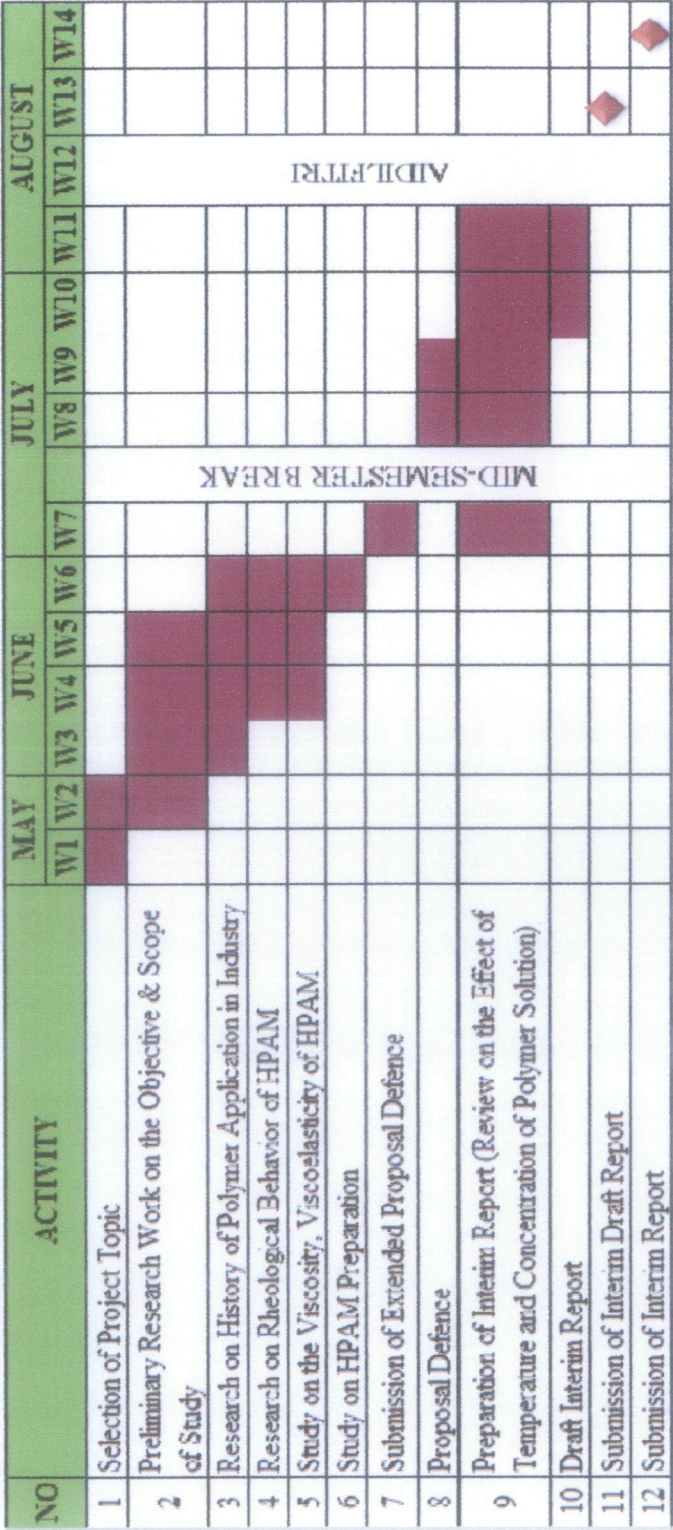 NO ACTIVITY MAY JUNE JULY AUGUST
W1 W2 W3 W4 W5 W6 W7 W8 W9 W10 W11 W12 W13 W14
1 Selection of Project Topic
2 Preliminary Research Work on the Objective & Scope
of Study
3 Research on History of Polymer Application in Industry
4 Research on Rheological Behavior of HPAM
5 Study on the Viscosity, Viscoelasticity of HPAM
6 Study on HPAM Preparation
7 Submission of Extended Proposal Defence
8 Proposal Defence
9 Preparation of Interim Report (Review on the Effect of
Temperature and Concentration of Polymer Solution)
10 Draft Interim Report
11 Submission of Interim Draft Report
12 Submission of Interim Report
MID-SEMESTER BREAK
AIDILFITRI